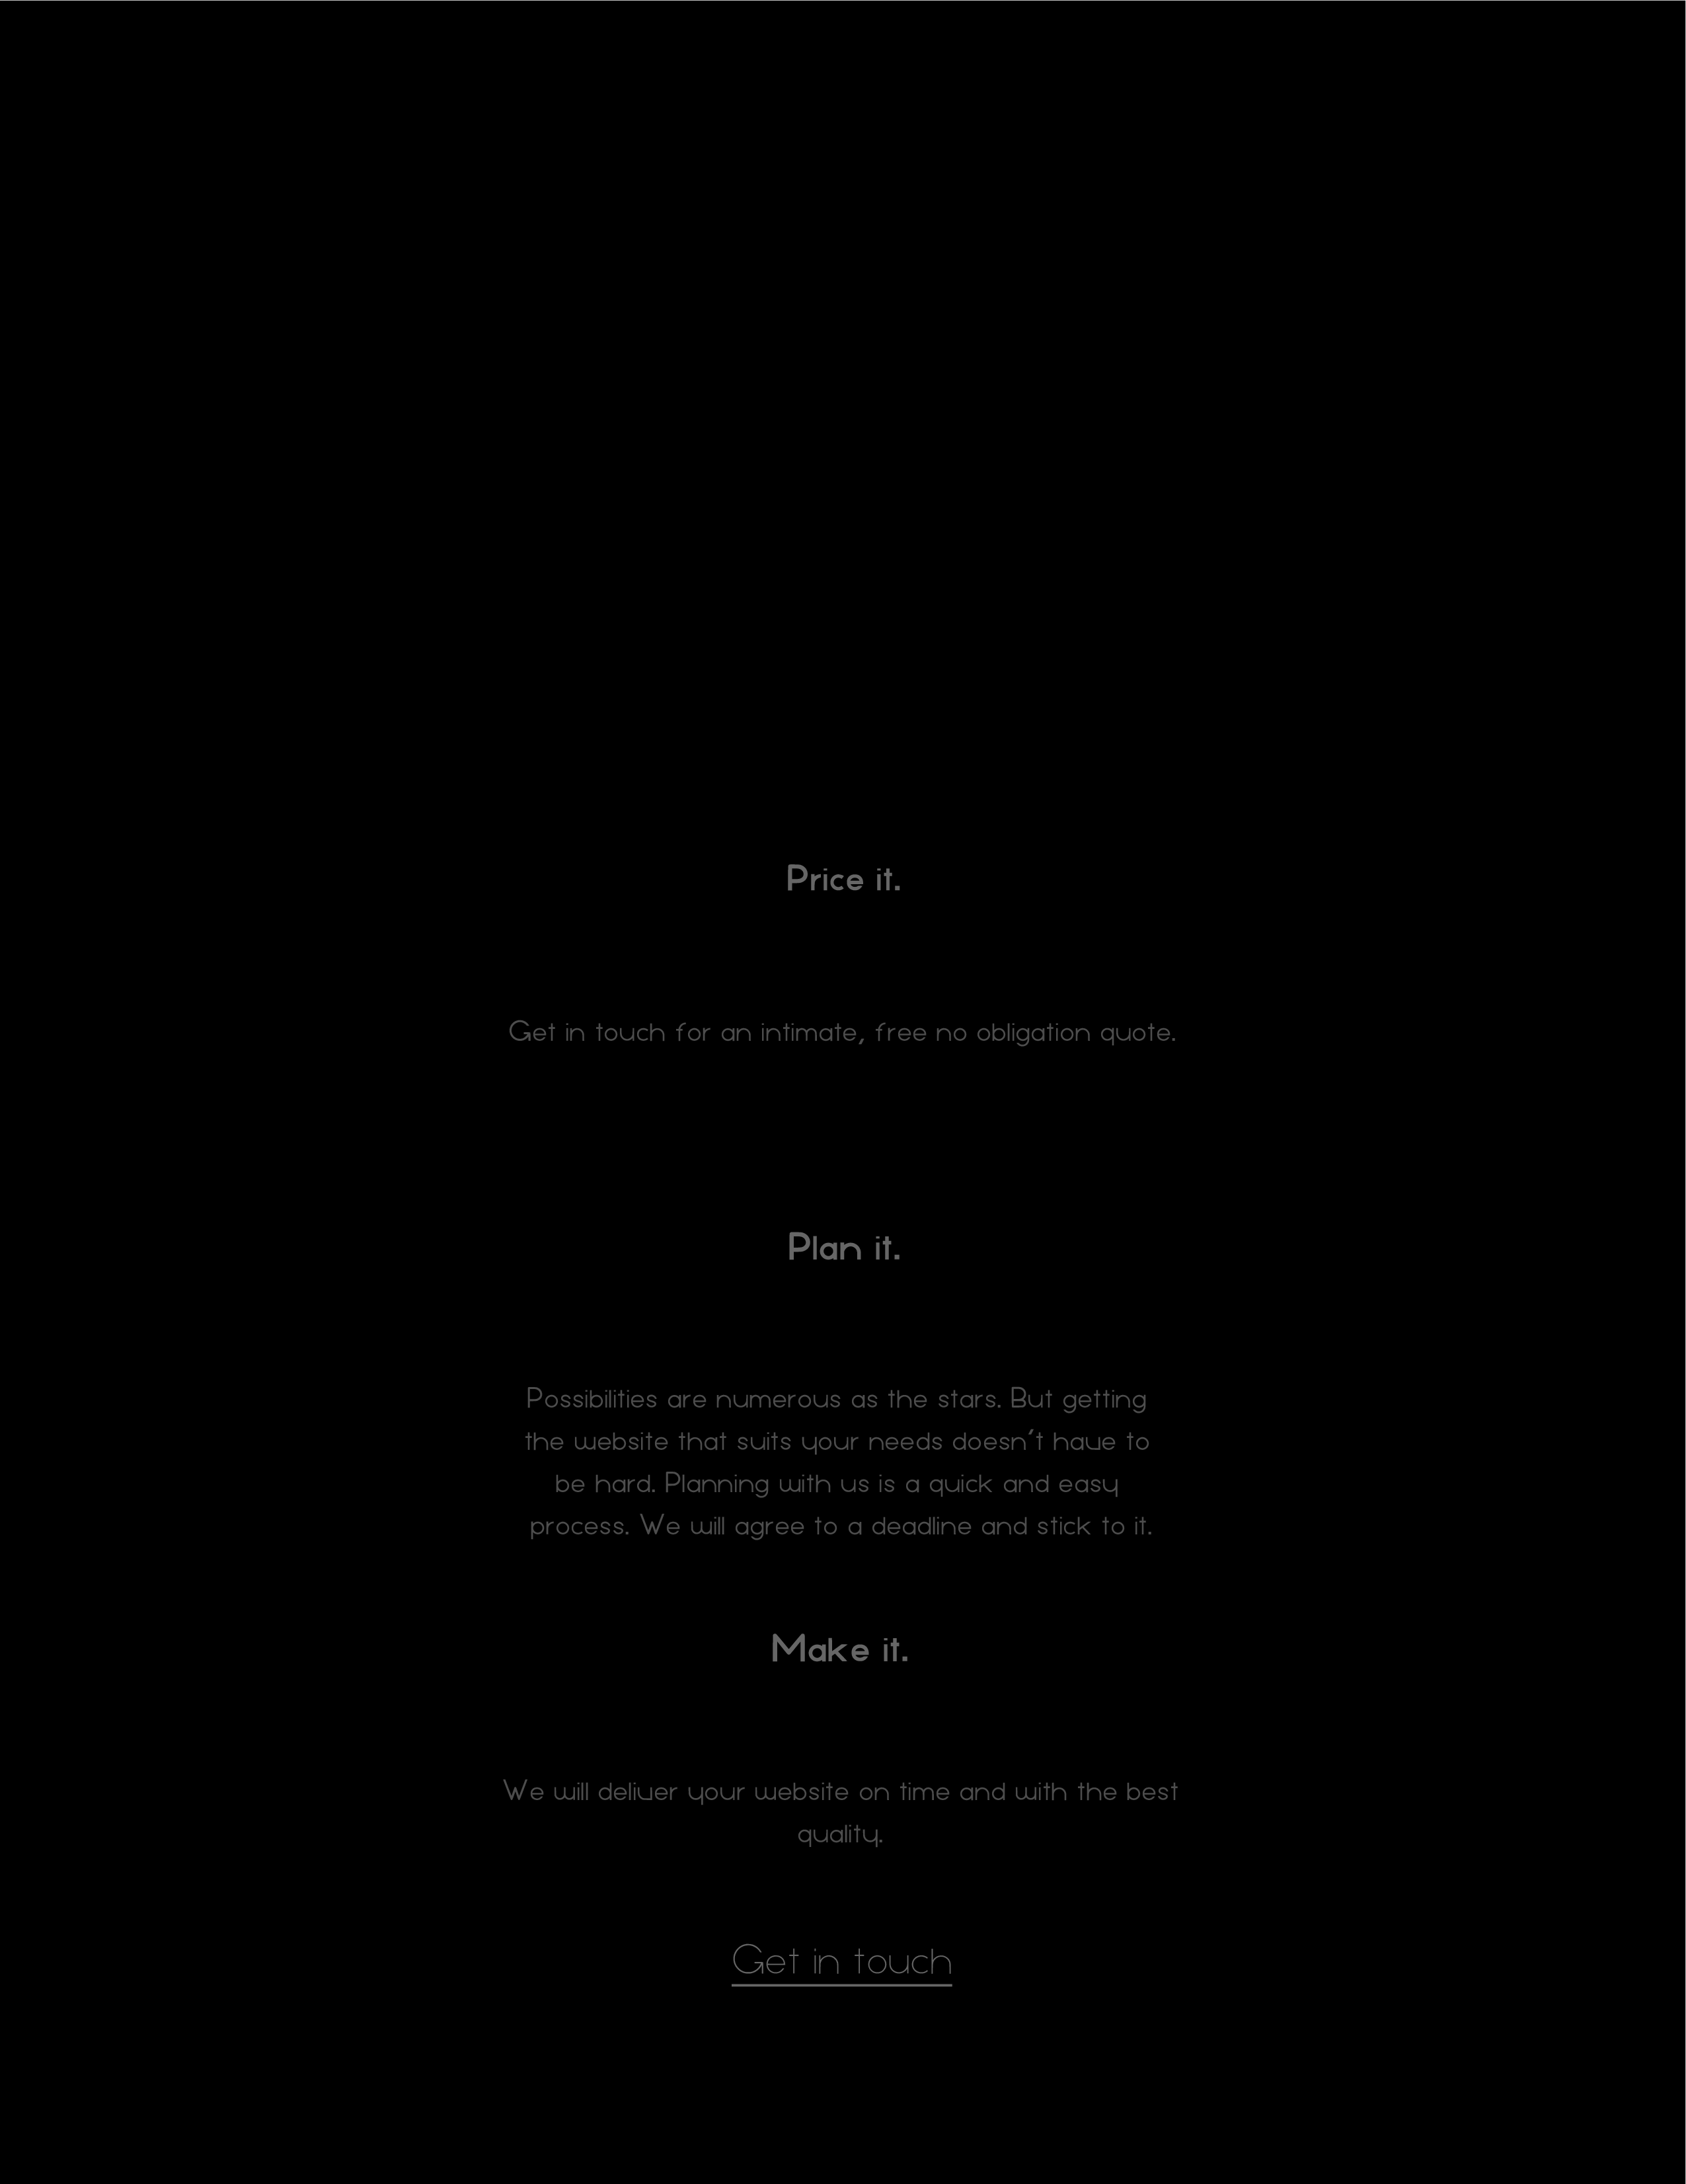 Price it.
Get in touch for an intimate, free no obligation quote.
Plan it.
Possibilities are numerous as the stars. But getting
the website that suits your needs doesn't have to
be hard. Planning with us is a quick and easy
process. We will agree to a deadline and stick to it.
Make it.
We will deliver your website on time and with the best
quality.
Get in touch